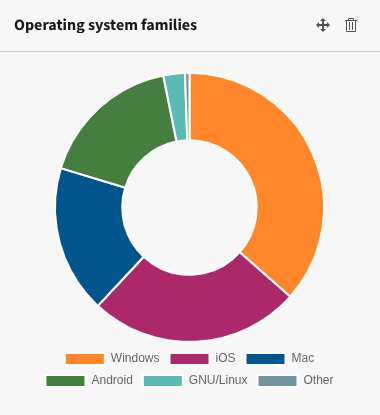 Operating system families
Windows iOS Mac
Android GNU/Linux Other